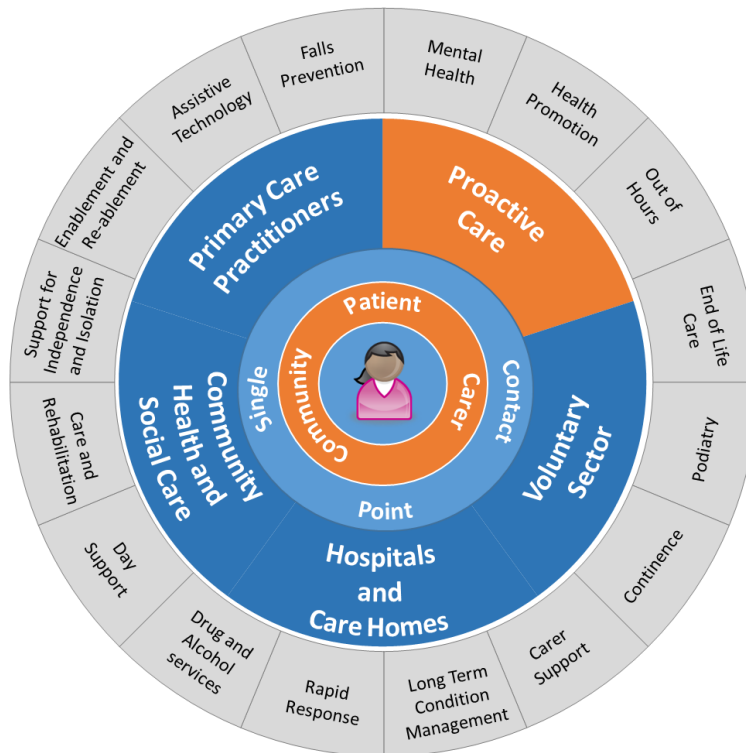 Mental
Health
Health
Promotion
Out of
Hours
End of Life
Care
Podiatry
Continence
Carer
Support
Long Term
Condition
Management
Rapid
Response
Drug and
Alcohol
services
Day
Support
Care and
Rehabilitation
Support for
Independence
and Isolation
Enablement and
Re-ablement
Assistive
Technology
Falls
Prevention
Proactive
Care
Voluntary
Sector
Hospitals
and
Care Homes
Community
Health and
Social Care
Primary Care
Practitioners
Single
Point
Contact
Patient
Carer
Community